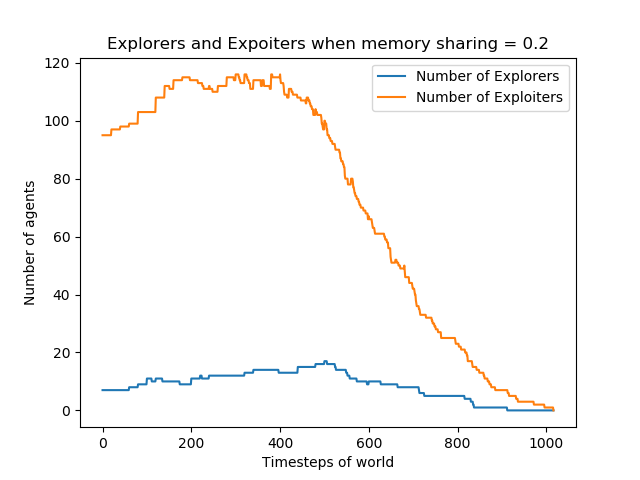 Explorers and Expoiters when memory sharing = 0.2
Number of Explorers
Number of Exploiters
Number of agents
120
100
80
60
40
20
0
0 200 400 600 800 1000
Timesteps of world